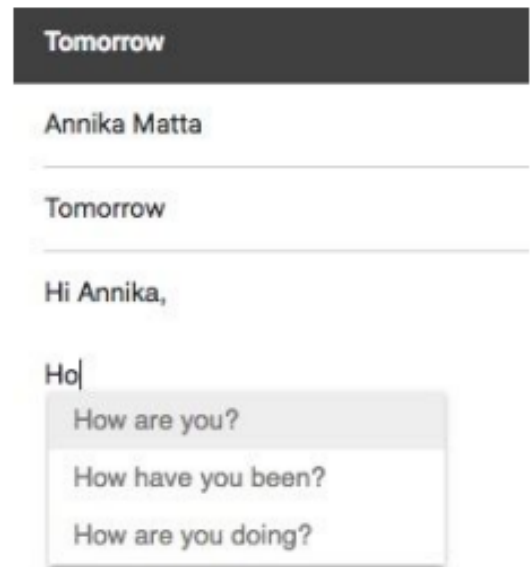 Tomorrow
Annika Matta
Tomorrow
Hi Annika,
Ho
How are you?
How have you been?
How are you doing?